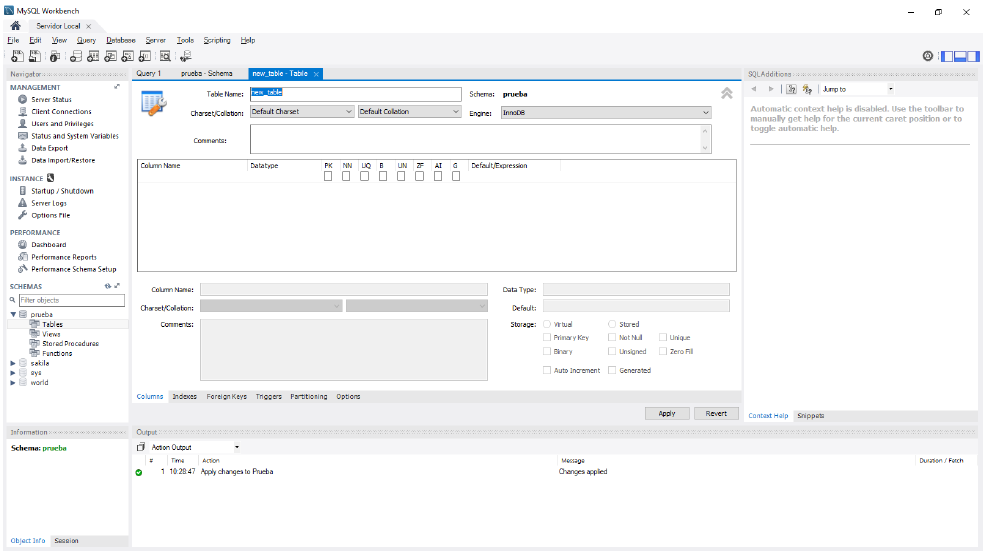 MySQL Workbench
Servidor Local
File Edit View Query Database Server Tools Scripting Help
Navigator
MANAGEMENT
Server Status
Client Connections
Users and Privileges
Status and System Variables
Data Export
Data Import/Restore
INSTANCE
Startup / Shutdown
Server Logs
Options File
PERFORMANCE
Dashboard
Performance Reports
Performance Schema Setup
SCHEMAS
Filter objects
prueba
Tables
Views
Stored Procedures
Functions
sakila
sys
world
Information
Schema: prueba
Object Info Session
Query 1 prueba - Schema new_table - Table
Table Name: new_table Schema: prueba
Charset/Collation: Default Charset Default Collation Engine: InnoDB
Comments:
Column Name Datatype PK NN UQ B UN ZF AI G Default/Expression
Column Name: Data Type:
Charset/Collation: Default:
Comments: Storage: Virtual Stored
Primary Key Not Null Unique
Binary Unsigned Zero Fill
Auto Increment Generated
Columns Indexes Foreign Keys Triggers Partitioning Options
Apply Revert
Output
Action Output
# Time Action Message Duration / Fetch
1 10:28:47 Apply changes to Prueba Changes applied
SQLAdditions
Jump to
Automatic context help is disabled. Use the toolbar to
manually get help for the current caret position or to
toggle automatic help.
Context Help Snippets